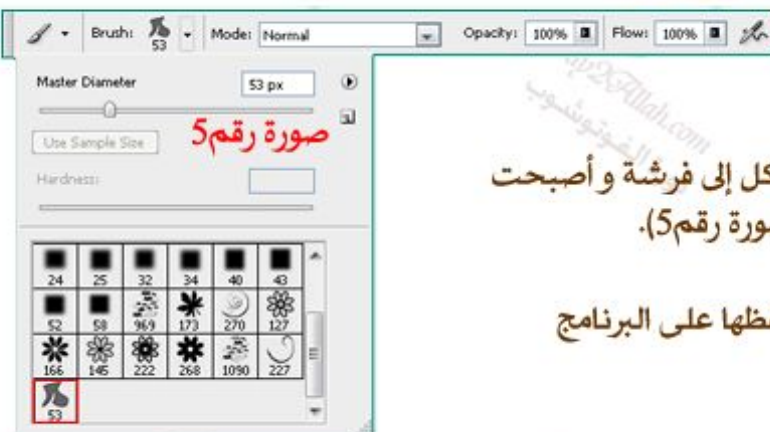 Brush: 53 Mode: Normal Opacity: 100% Flow: 100%
Master Diameter 53 px
Use Sample Size
صورة رقم5
Hardness:
24 25 32 34 40 43
52 58 969 173 270 127
166 145 222 268 1090 227
53
كل إلى فرشة و أصبحت
ورة رقم5).
ظها على البرنامج